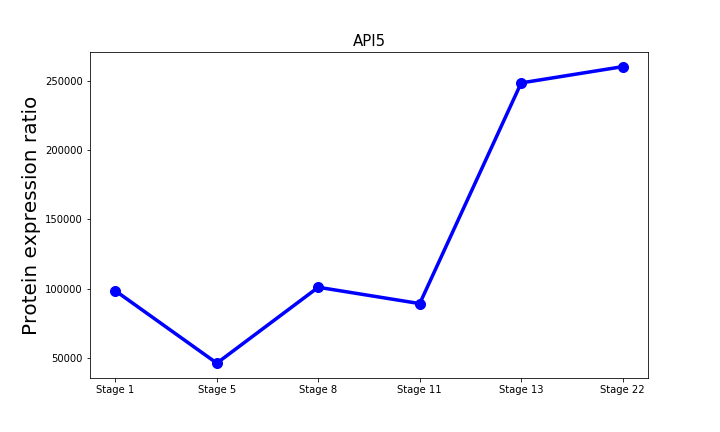 API5
Protein expression ratio
250000
200000
150000
100000
50000
Stage 1 Stage 5 Stage 8 Stage 11 Stage 13 Stage 22